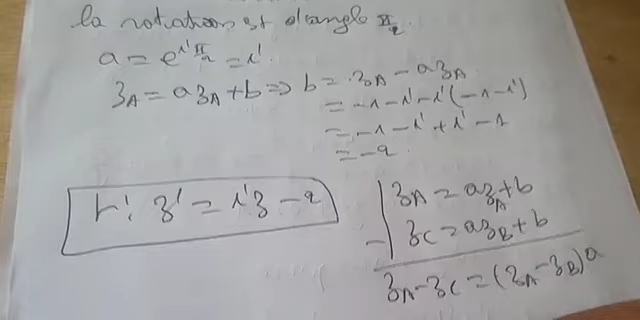 la rotation est d'angle π/2.
a = e^{iπ/2} = i.
z_A = a z_A + b => b = z_A - a z_A
= -1 - i - i(-1 - i)
= -1 - i + i - 1
= -2
r: z' = iz - 2
z_A = a z_A + b
- z_C = a z_B + b
z_A - z_C = (z_A - z_B) a